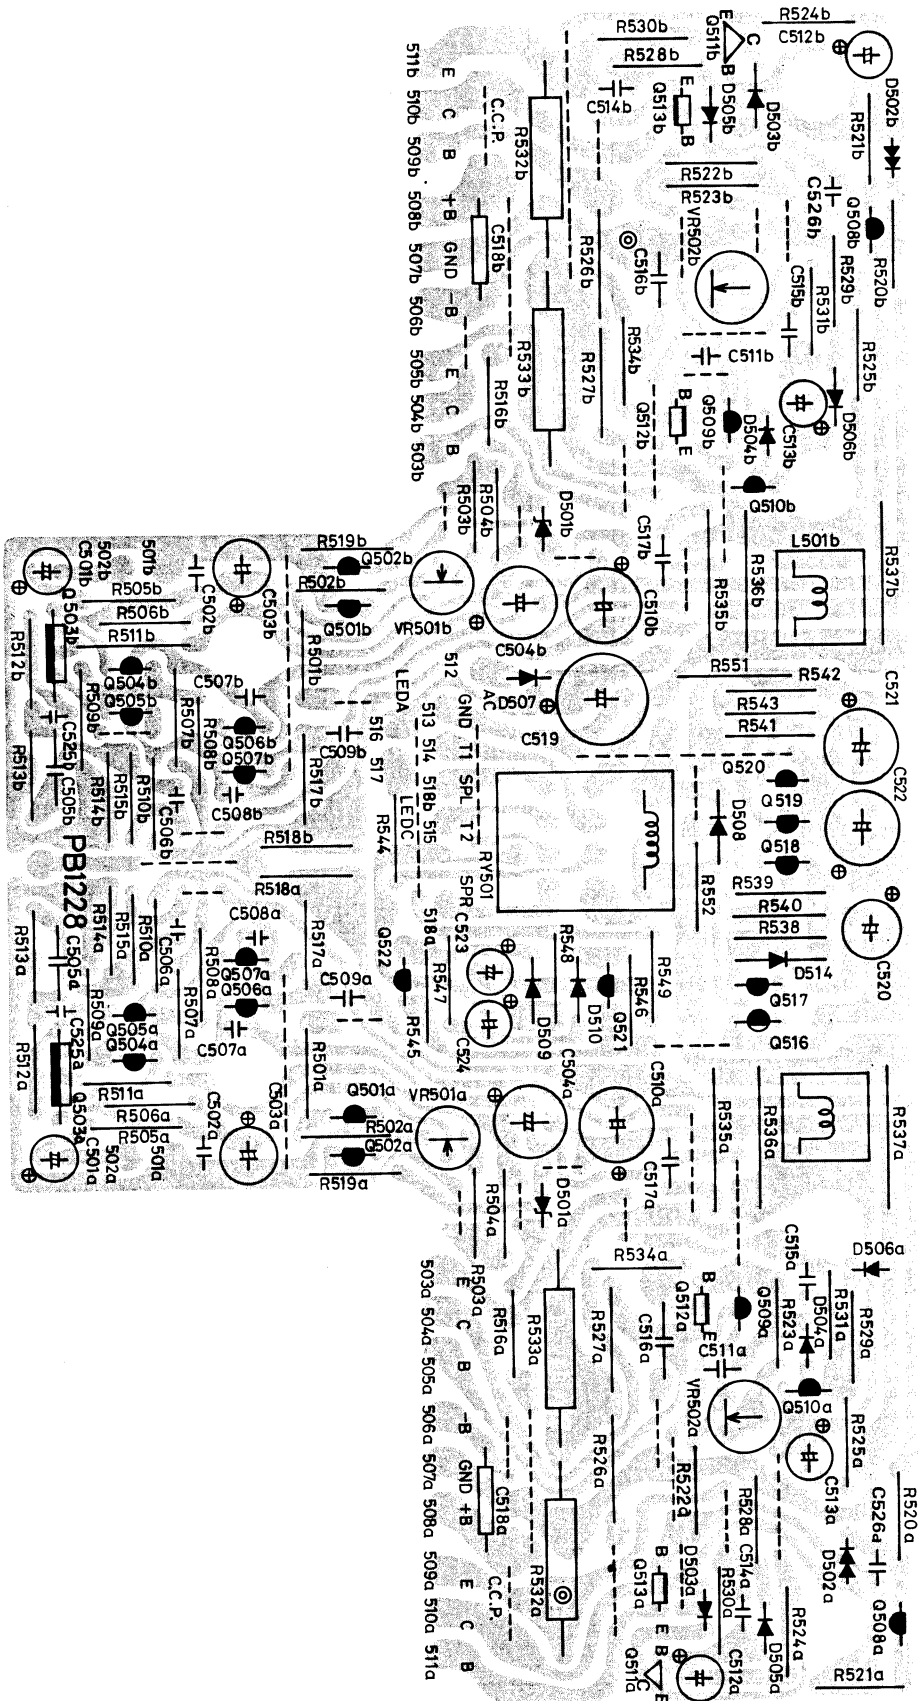 R524b
R530b
E
Q511b
C
C512b
R528b
B
511b
E
510b
C
509b
B
C.C.P.
R532b
C514b
E
Q513b
B
D505b
D503b
R521b
D502b
508b
+B
507b
GND
506b
-B
C518b
R526b
C516b
R522b
R523b
VR502b
C526b
Q508b
R520b
R529b
C515b
R531b
505b
E
504b
C
503b
B
R516b
R533b
R527b
R534b
C511b
R525b
Q512b
B
E
Q509b
D504b
C513b
D506b
Q510b
R503b
R504b
D501b
C517b
L501b
R537b
R535b
R536b
C501b
502b
501b
R505b
R506b
R511b
C502b
C503b
R519b
Q502b
R502b
Q501b
VR501b
C504b
C510b
Q503b
R512b
Q504b
Q505b
R509b
R507b
R508b
C507b
R501b
Q506b
Q507b
C508b
C509b
R517b
C525b
R513b
C505b
R514b
R515b
R510b
C506b
R518b
LEDA
512
513
514
518b
515
516
517
LEDC
R544
GND
AC
T1
SPL
T2
SPR
D507
C519
RY501
R551
R542
R543
R541
C521
C522
Q520
Q519
Q518
D508
R552
R539
R540
R538
D514
C520
Q517
Q516
PB1228
R518a
C508a
R513a
C505a
R514a
R515a
R510a
C506a
R508a
Q507a
Q506a
R517a
C509a
Q522
518a
C523
R547
R548
R549
R546
R545
C524
D509
D510
Q521
R512a
C525a
R509a
Q505a
Q504a
R507a
C507a
R501a
R511a
R506a
R505a
Q503a
C501a
502a
501a
C502a
C503a
Q501a
R502a
Q502a
R519a
VR501a
C504a
C510a
R535a
R536a
R537a
C517a
D501a
R504a
R503a
R534a
C515a
D506a
503a
E
504a
C
505a
B
R516a
R533a
R527a
C516a
Q512a
B
E
C511a
Q509a
R523a
D504a
R531a
R529a
VR502a
Q510a
506a
-B
507a
GND
508a
+B
C518a
R526a
R522a
R528a
C513a
R525a
C526a
R520a
509a
E
510a
C
511a
B
C.C.P.
R532a
B
Q513a
E
D503a
R530a
C514a
D502a
Q508a
R524a
D505a
Q511a
B
C
E
C512a
R521a